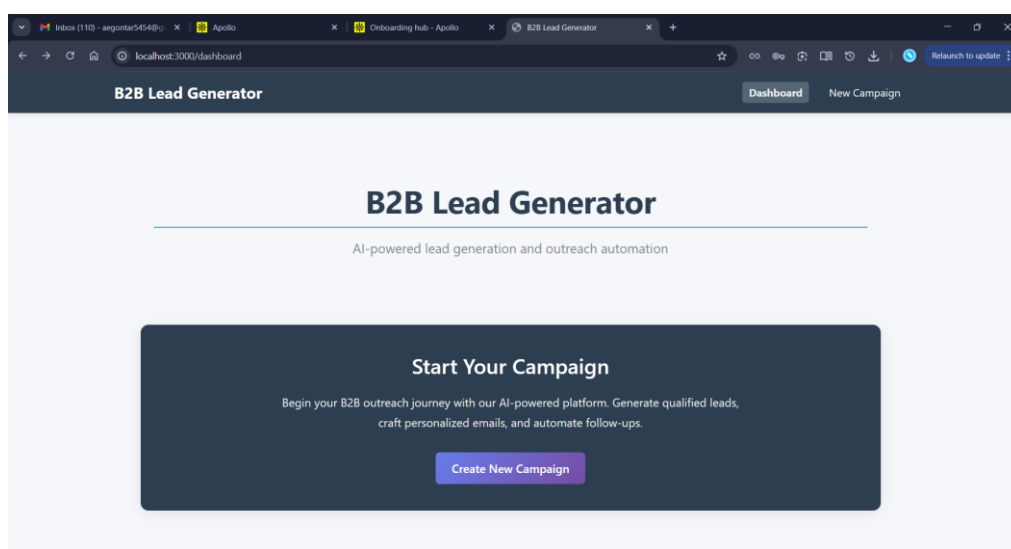 Inbox (110) - aegontar5454@g
Apollo
Onboarding hub - Apollo
B2B Lead Generator
localhost:3000/dashboard
Relaunch to update
B2B Lead Generator
Dashboard
New Campaign
B2B Lead Generator
AI-powered lead generation and outreach automation
Start Your Campaign
Begin your B2B outreach journey with our AI-powered platform. Generate qualified leads,
craft personalized emails, and automate follow-ups.
Create New Campaign